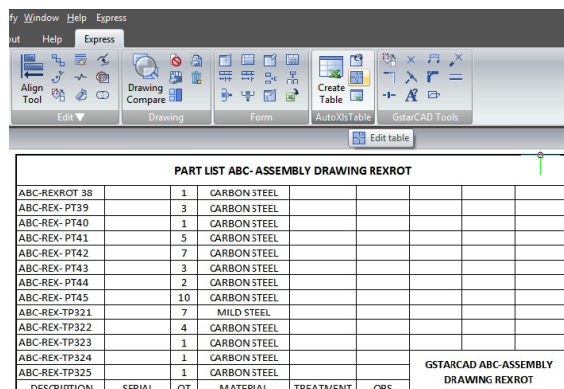 fy Window Help Express
out Help Express
Align Tool
Drawing Compare
Create Table
Edit Drawing Form AutoXlsTable GstarCAD Tools
Edit table
PART LIST ABC- ASSEMBLY DRAWING REXROT
ABC-REXROT 38 1 CARBON STEEL
ABC-REX- PT39 3 CARBON STEEL
ABC-REX- PT40 1 CARBON STEEL
ABC-REX- PT41 5 CARBON STEEL
ABC-REX- PT42 7 CARBON STEEL
ABC-REX- PT43 3 CARBON STEEL
ABC-REX- PT44 2 CARBON STEEL
ABC-REX- PT45 10 CARBON STEEL
ABC-REX-TP321 7 MILD STEEL
ABC-REX-TP322 4 CARBON STEEL
ABC-REX-TP323 1 CARBON STEEL
ABC-REX-TP324 1 CARBON STEEL
ABC-REX-TP325 1 CARBON STEEL
DESCRIPTION SERIAL QT MATERIAL TREATMENT OBS
GSTARCAD ABC-ASSEMBLY
DRAWING REXROT